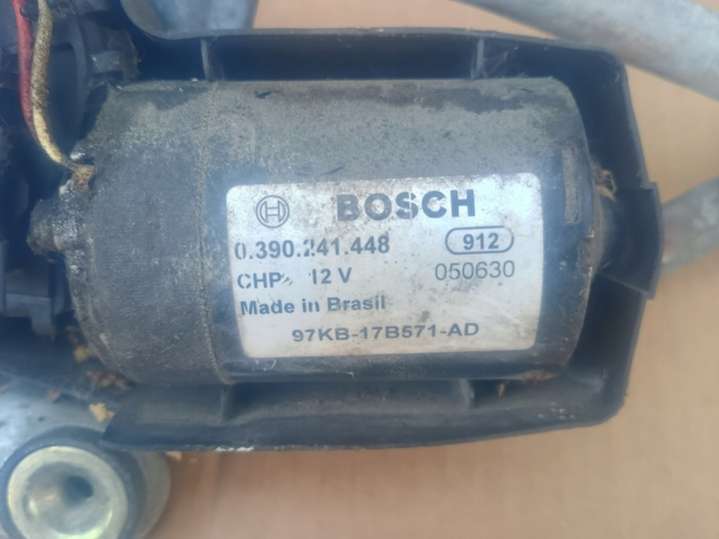 BOSCH
0.390.241.448 912
CHP 12 V 050630
Made in Brasil
97KB-17B571-AD